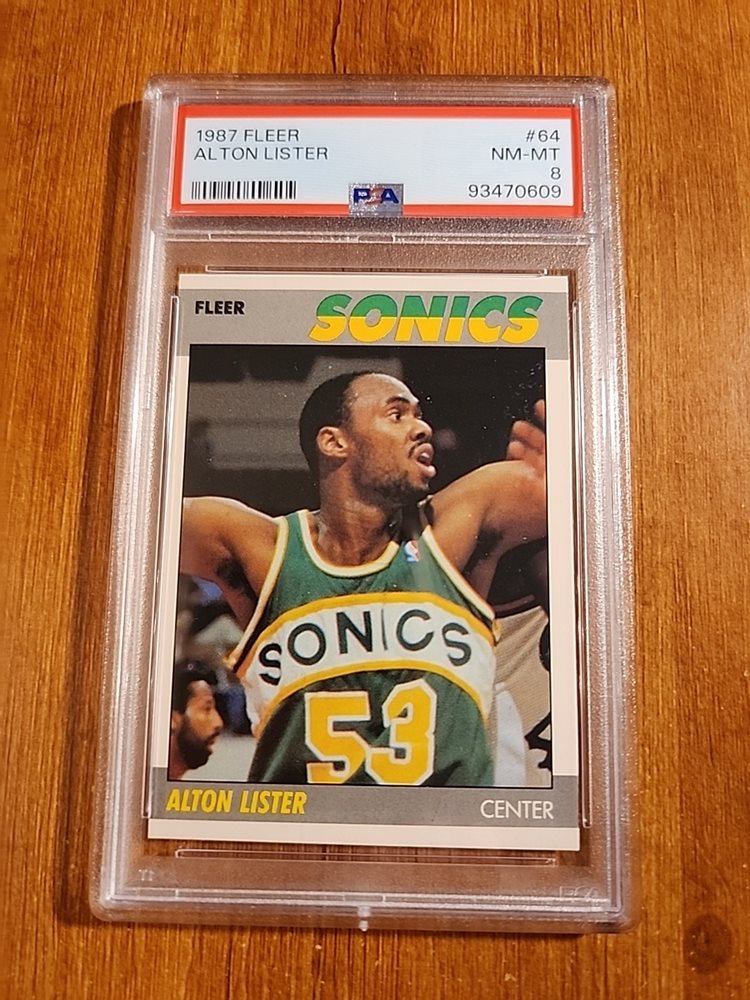 1987 FLEER #64
ALTON LISTER NM-MT
8
PSA 93470609
FLEER SONICS
SONICS
53
ALTON LISTER CENTER